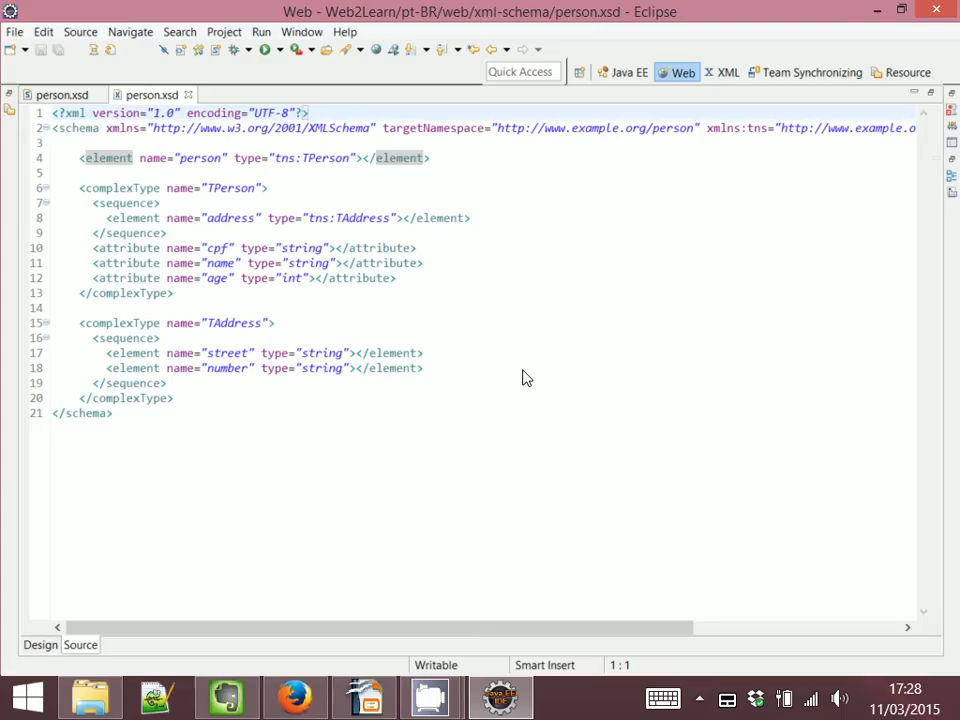 Web - Web2Learn/pt-BR/web/xml-schema/person.xsd - Eclipse
File Edit Source Navigate Search Project Run Window Help
Quick Access Java EE Web X XML Team Synchronizing Resource
person.xsd person.xsd
1 <?xml version="1.0" encoding="UTF-8"?>
2 <schema xmlns="http://www.w3.org/2001/XMLSchema" targetNamespace="http://www.example.org/person" xmlns:tns="http://www.example.o
3
4 <element name="person" type="tns:TPerson"></element>
5
6 <complexType name="TPerson">
7 <sequence>
8 <element name="address" type="tns:TAddress"></element>
9 </sequence>
10 <attribute name="cpf" type="string"></attribute>
11 <attribute name="name" type="string"></attribute>
12 <attribute name="age" type="int"></attribute>
13 </complexType>
14
15 <complexType name="TAddress">
16 <sequence>
17 <element name="street" type="string"></element>
18 <element name="number" type="string"></element>
19 </sequence>
20 </complexType>
21 </schema>
Design Source
Writable Smart Insert 1 : 1
Java EE
IDE
17:28
11/03/2015